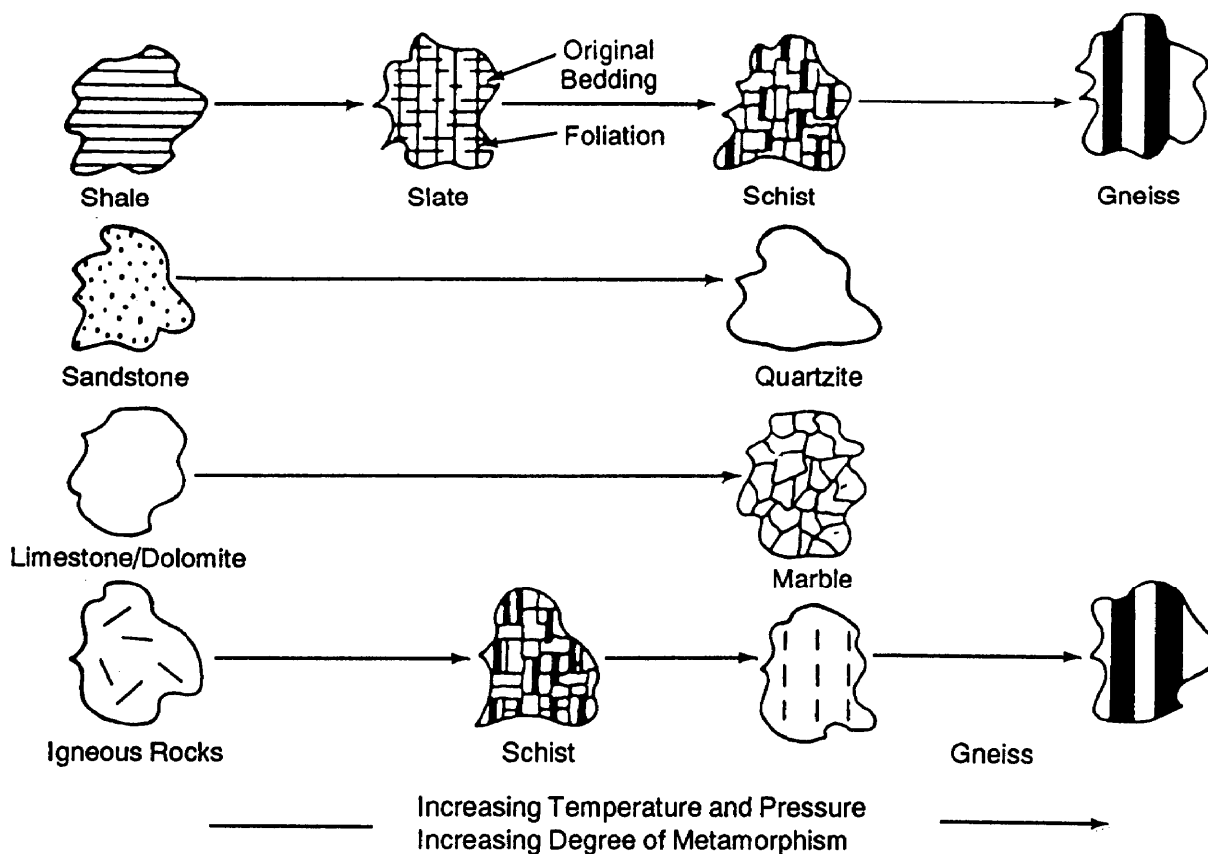 Original
Bedding
Foliation
Shale
Slate
Schist
Gneiss
Sandstone
Quartzite
Limestone/Dolomite
Marble
Igneous Rocks
Schist
Gneiss
Increasing Temperature and Pressure
Increasing Degree of Metamorphism